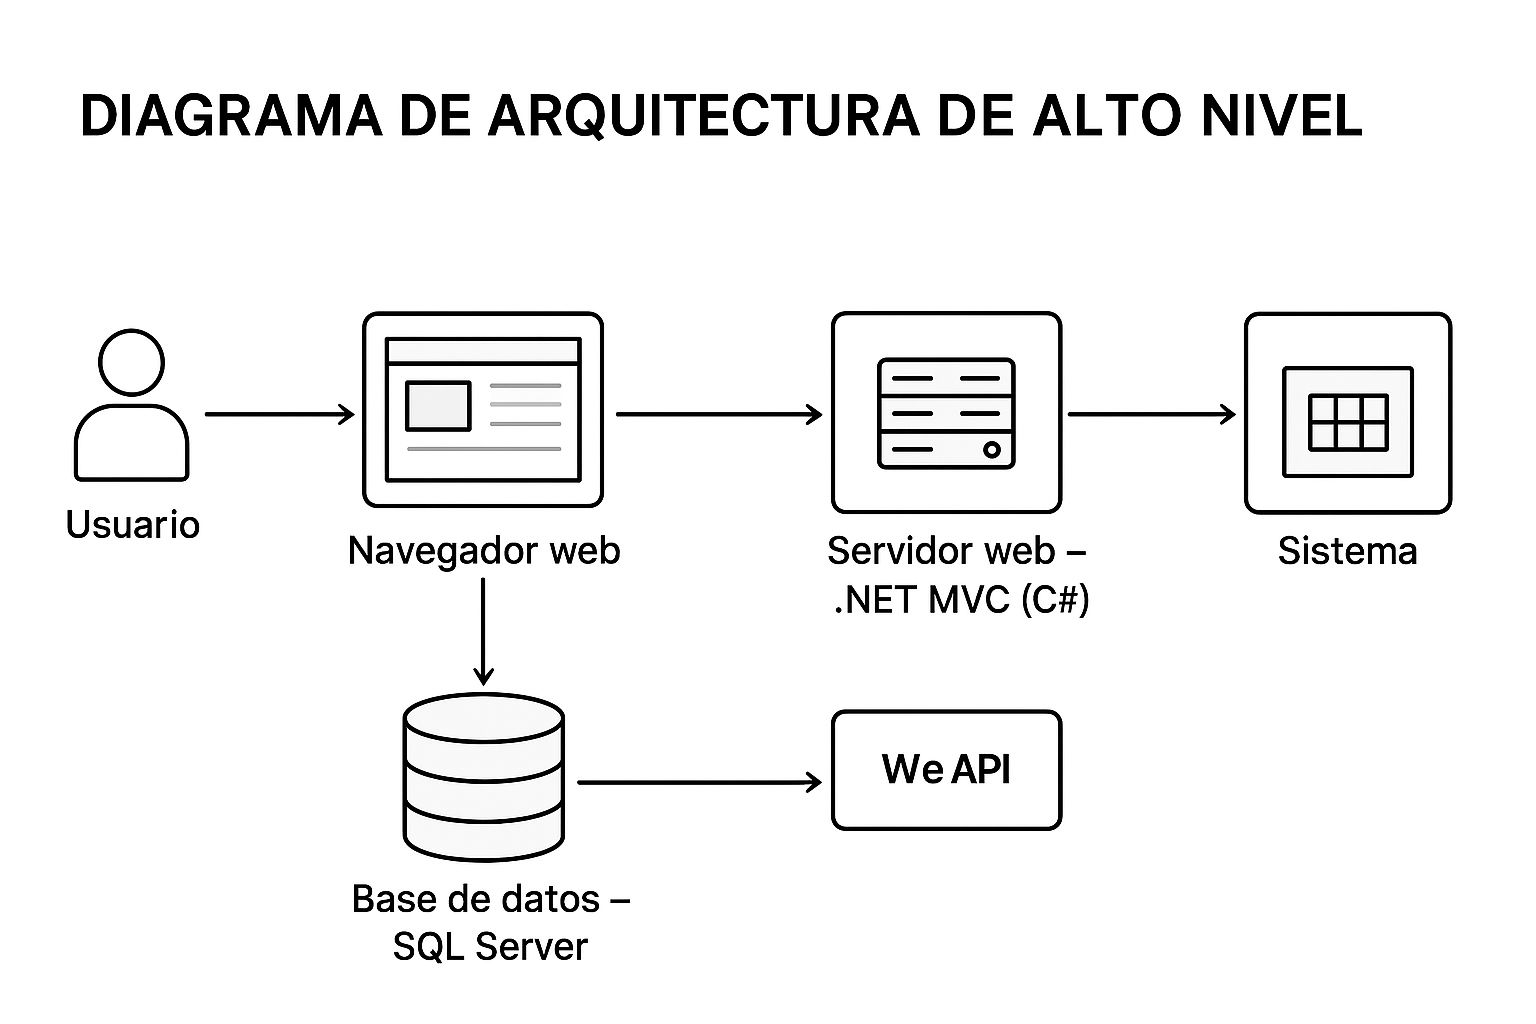 DIAGRAMA DE ARQUITECTURA DE ALTO NIVEL
Usuario
Navegador web
Servidor web –
.NET MVC (C#)
Sistema
We API
Base de datos –
SQL Server